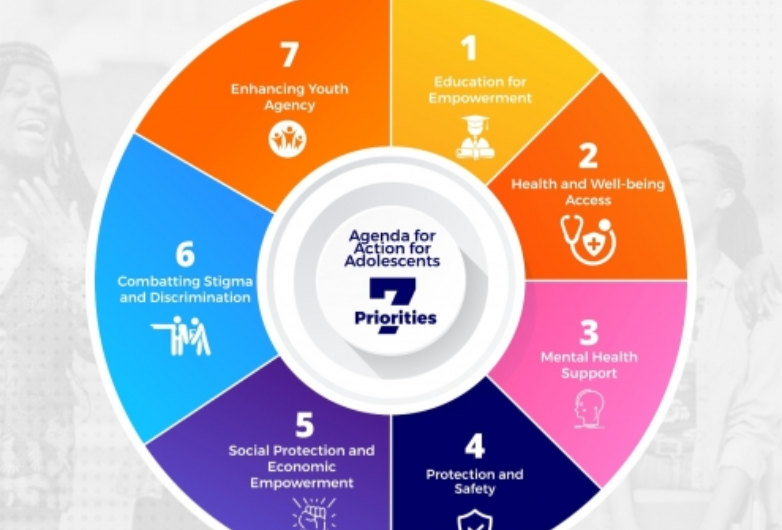 7
Enhancing Youth
Agency
1
Education for
Empowerment
2
Health and Well-being
Access
6
Combatting Stigma
and Discrimination
Agenda for
Action for
Adolescents
7
Priorities
3
Mental Health
Support
5
Social Protection and
Economic
Empowerment
4
Protection and
Safety